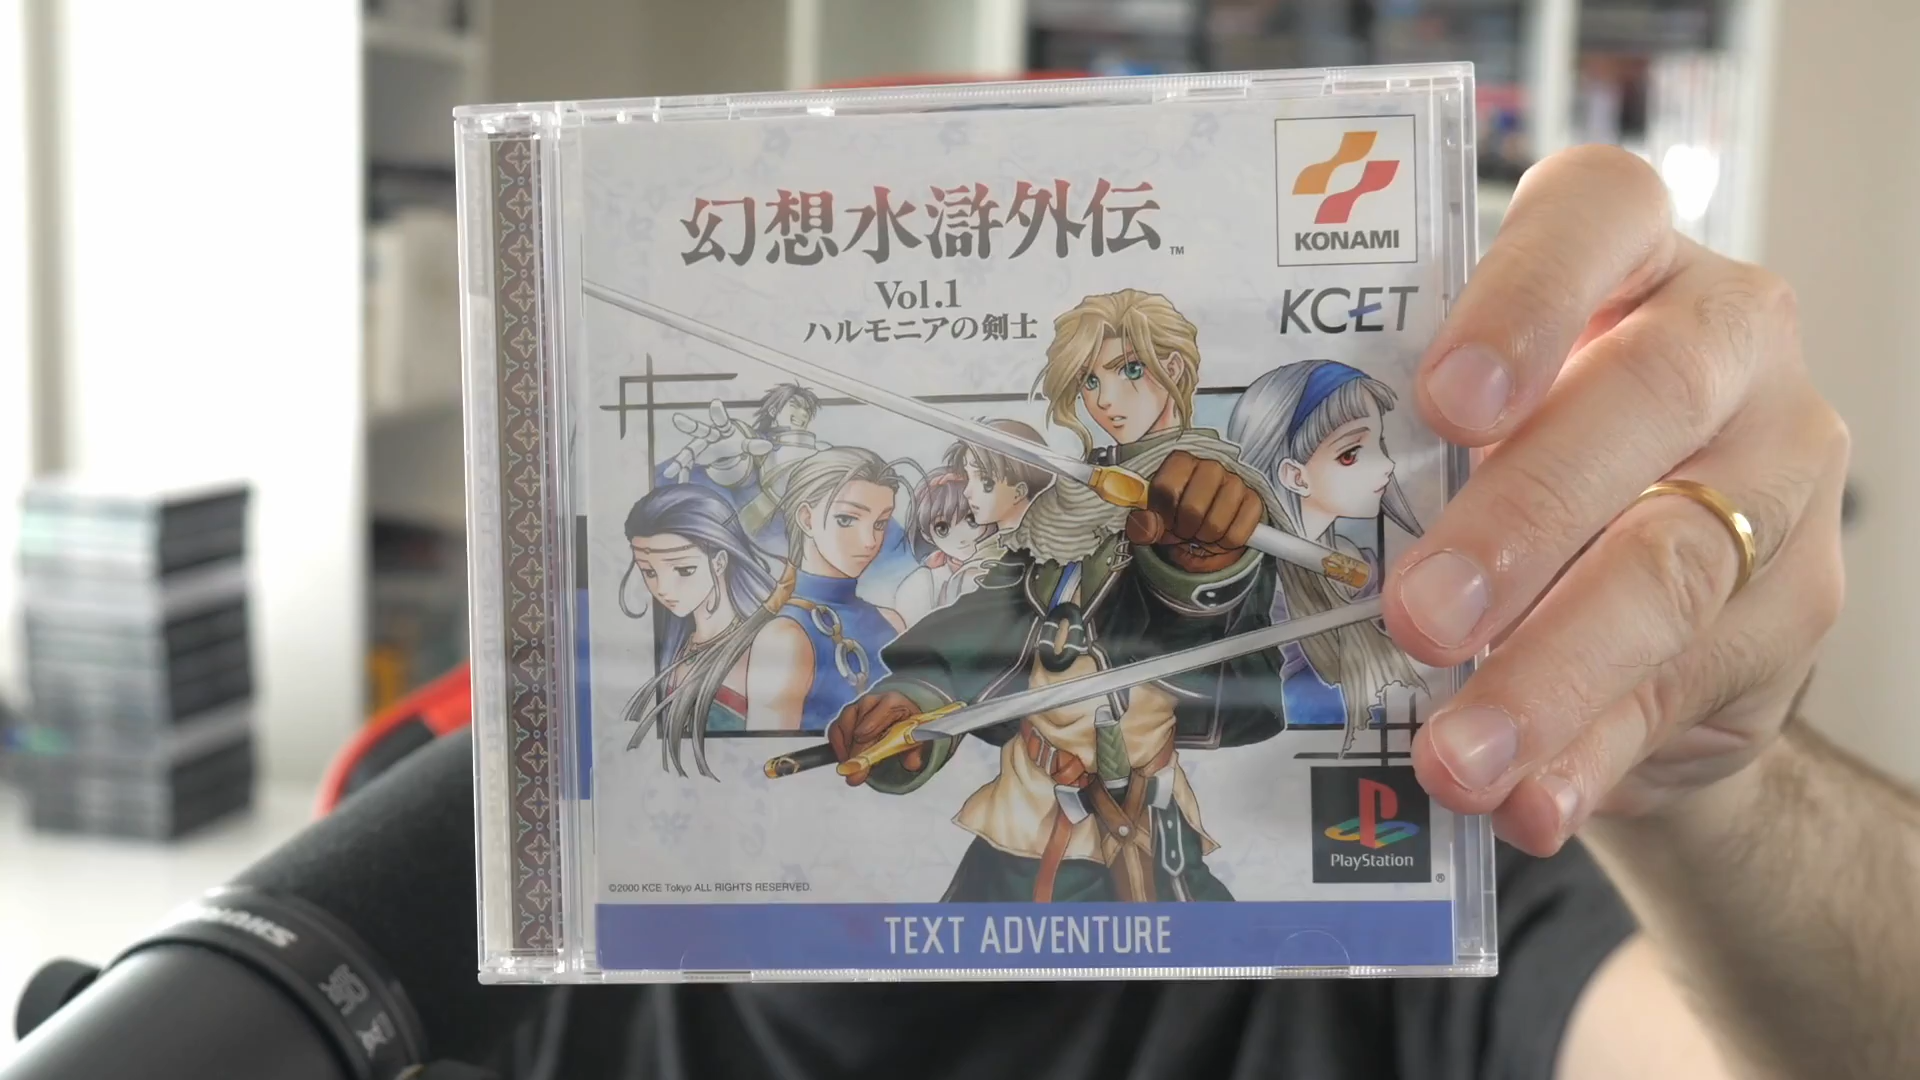 幻想水滸外伝™
Vol.1
ハルモニアの剣士
KONAMI
KCET
PlayStation®
©2000 KCE Tokyo ALL RIGHTS RESERVED.
TEXT ADVENTURE
SHURE